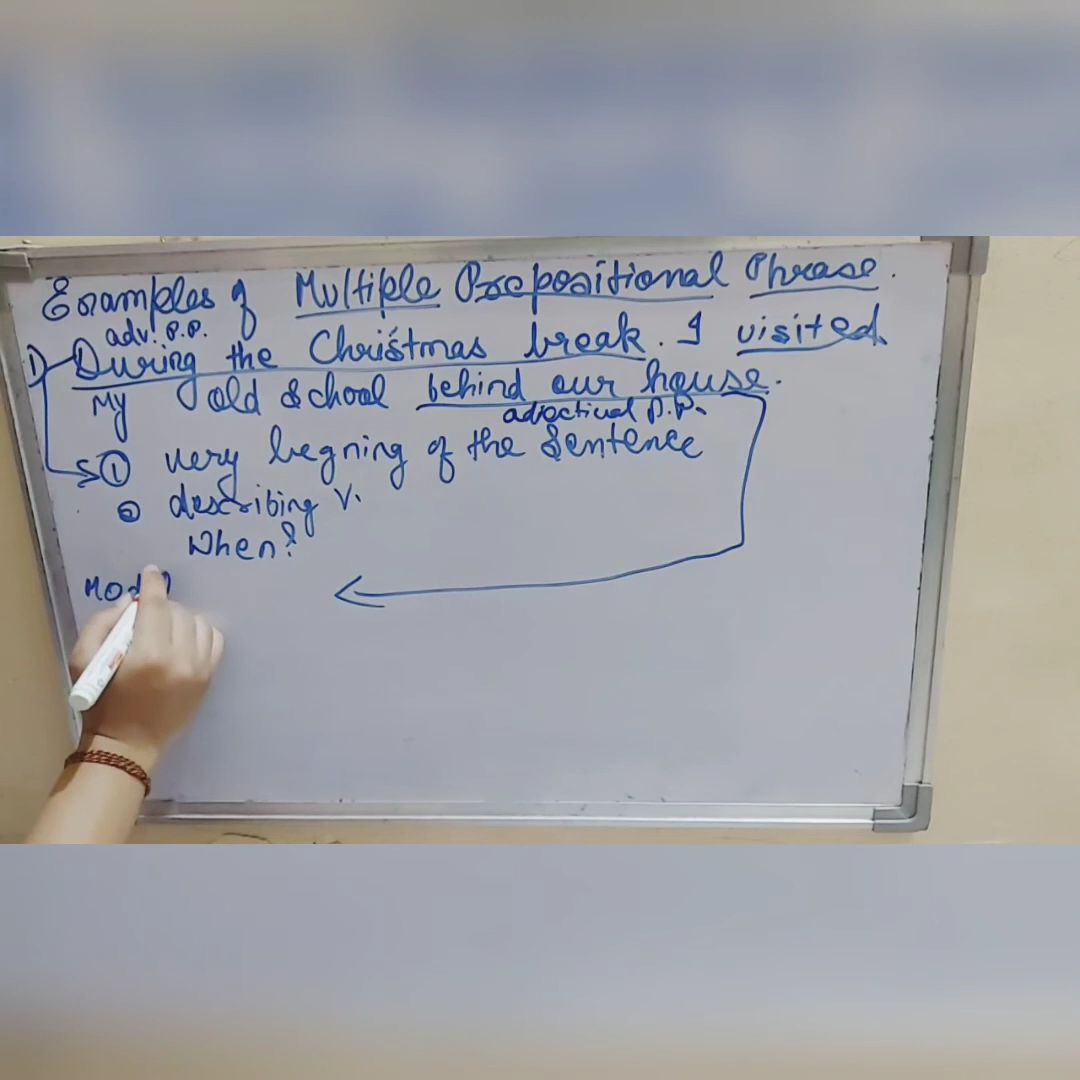 Examples of Multiple Prepositional Phrase.
adv. P.P.
1) During the Christmas break. I visited
My old School behind our house.
adjectival P.P.
① very begning of the Sentence
② describing V.
When?